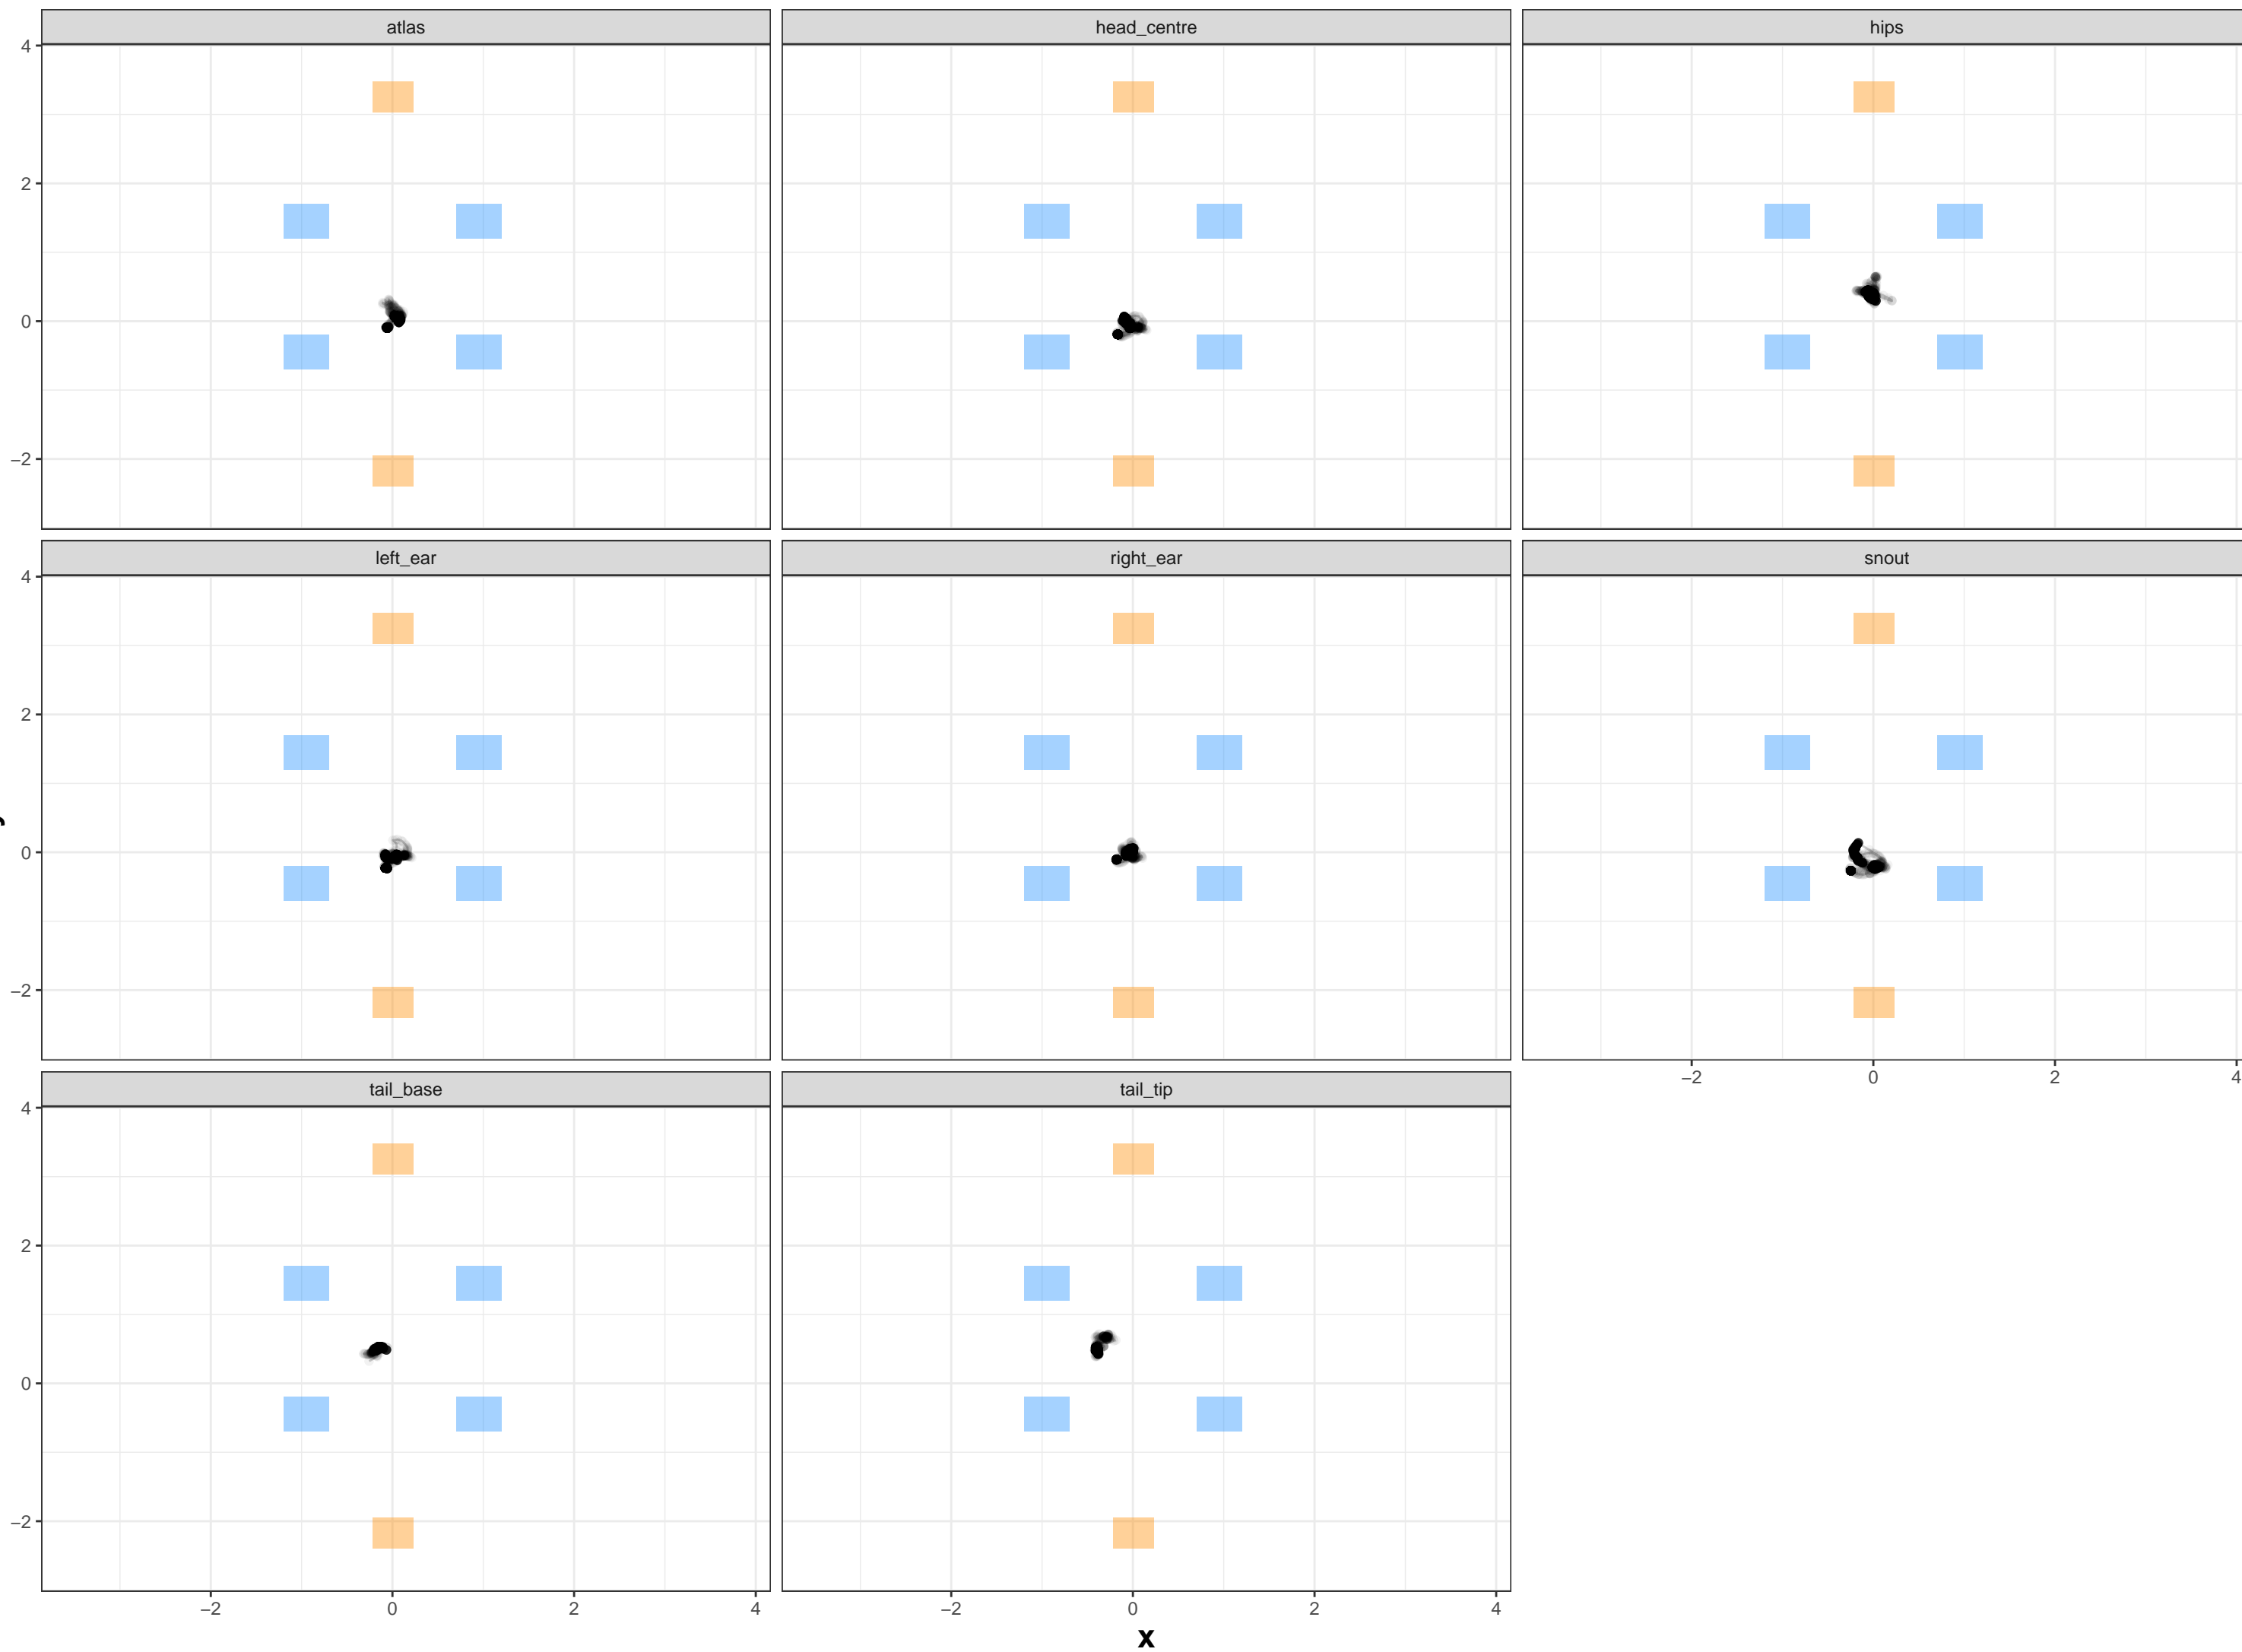 atlas head_centre hips
4
2
0
−2
left_ear right_ear snout
4
2
0
−2
−2 0 2 4
tail_base tail_tip
4
2
0
−2
−2 0 2 4 −2 0 2 4
x